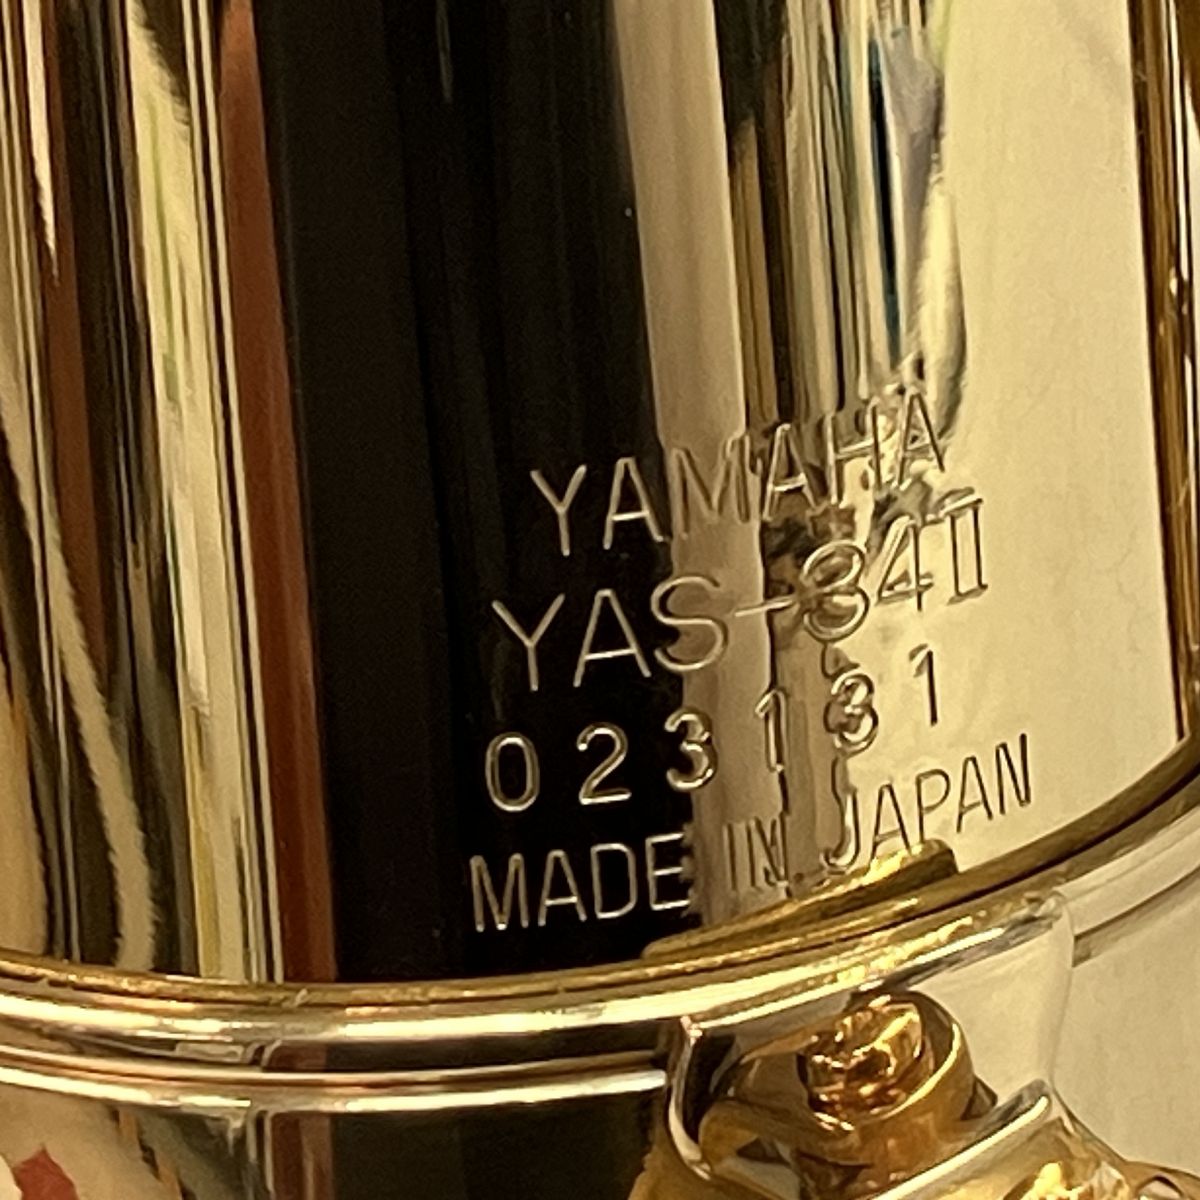 YAMAHA
YAS-34II
023131
MADE IN JAPAN